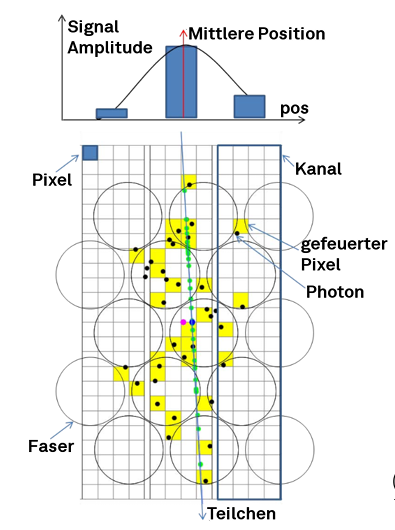 Signal
Amplitude
Mittlere Position
pos
Pixel
Kanal
gefeuerter
Pixel
Photon
Faser
Teilchen
(